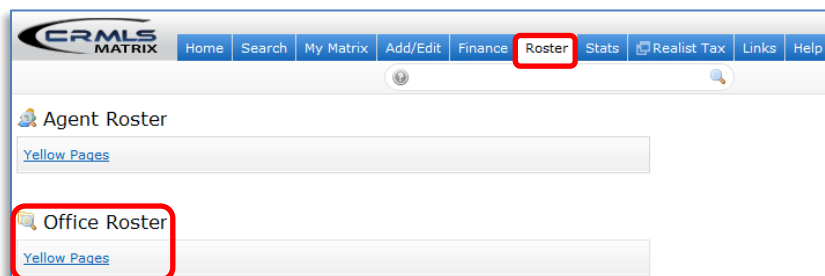 CRMLS
MATRIX
Home Search My Matrix Add/Edit Finance Roster Stats Realist Tax Links Help
Agent Roster
Yellow Pages
Office Roster
Yellow Pages